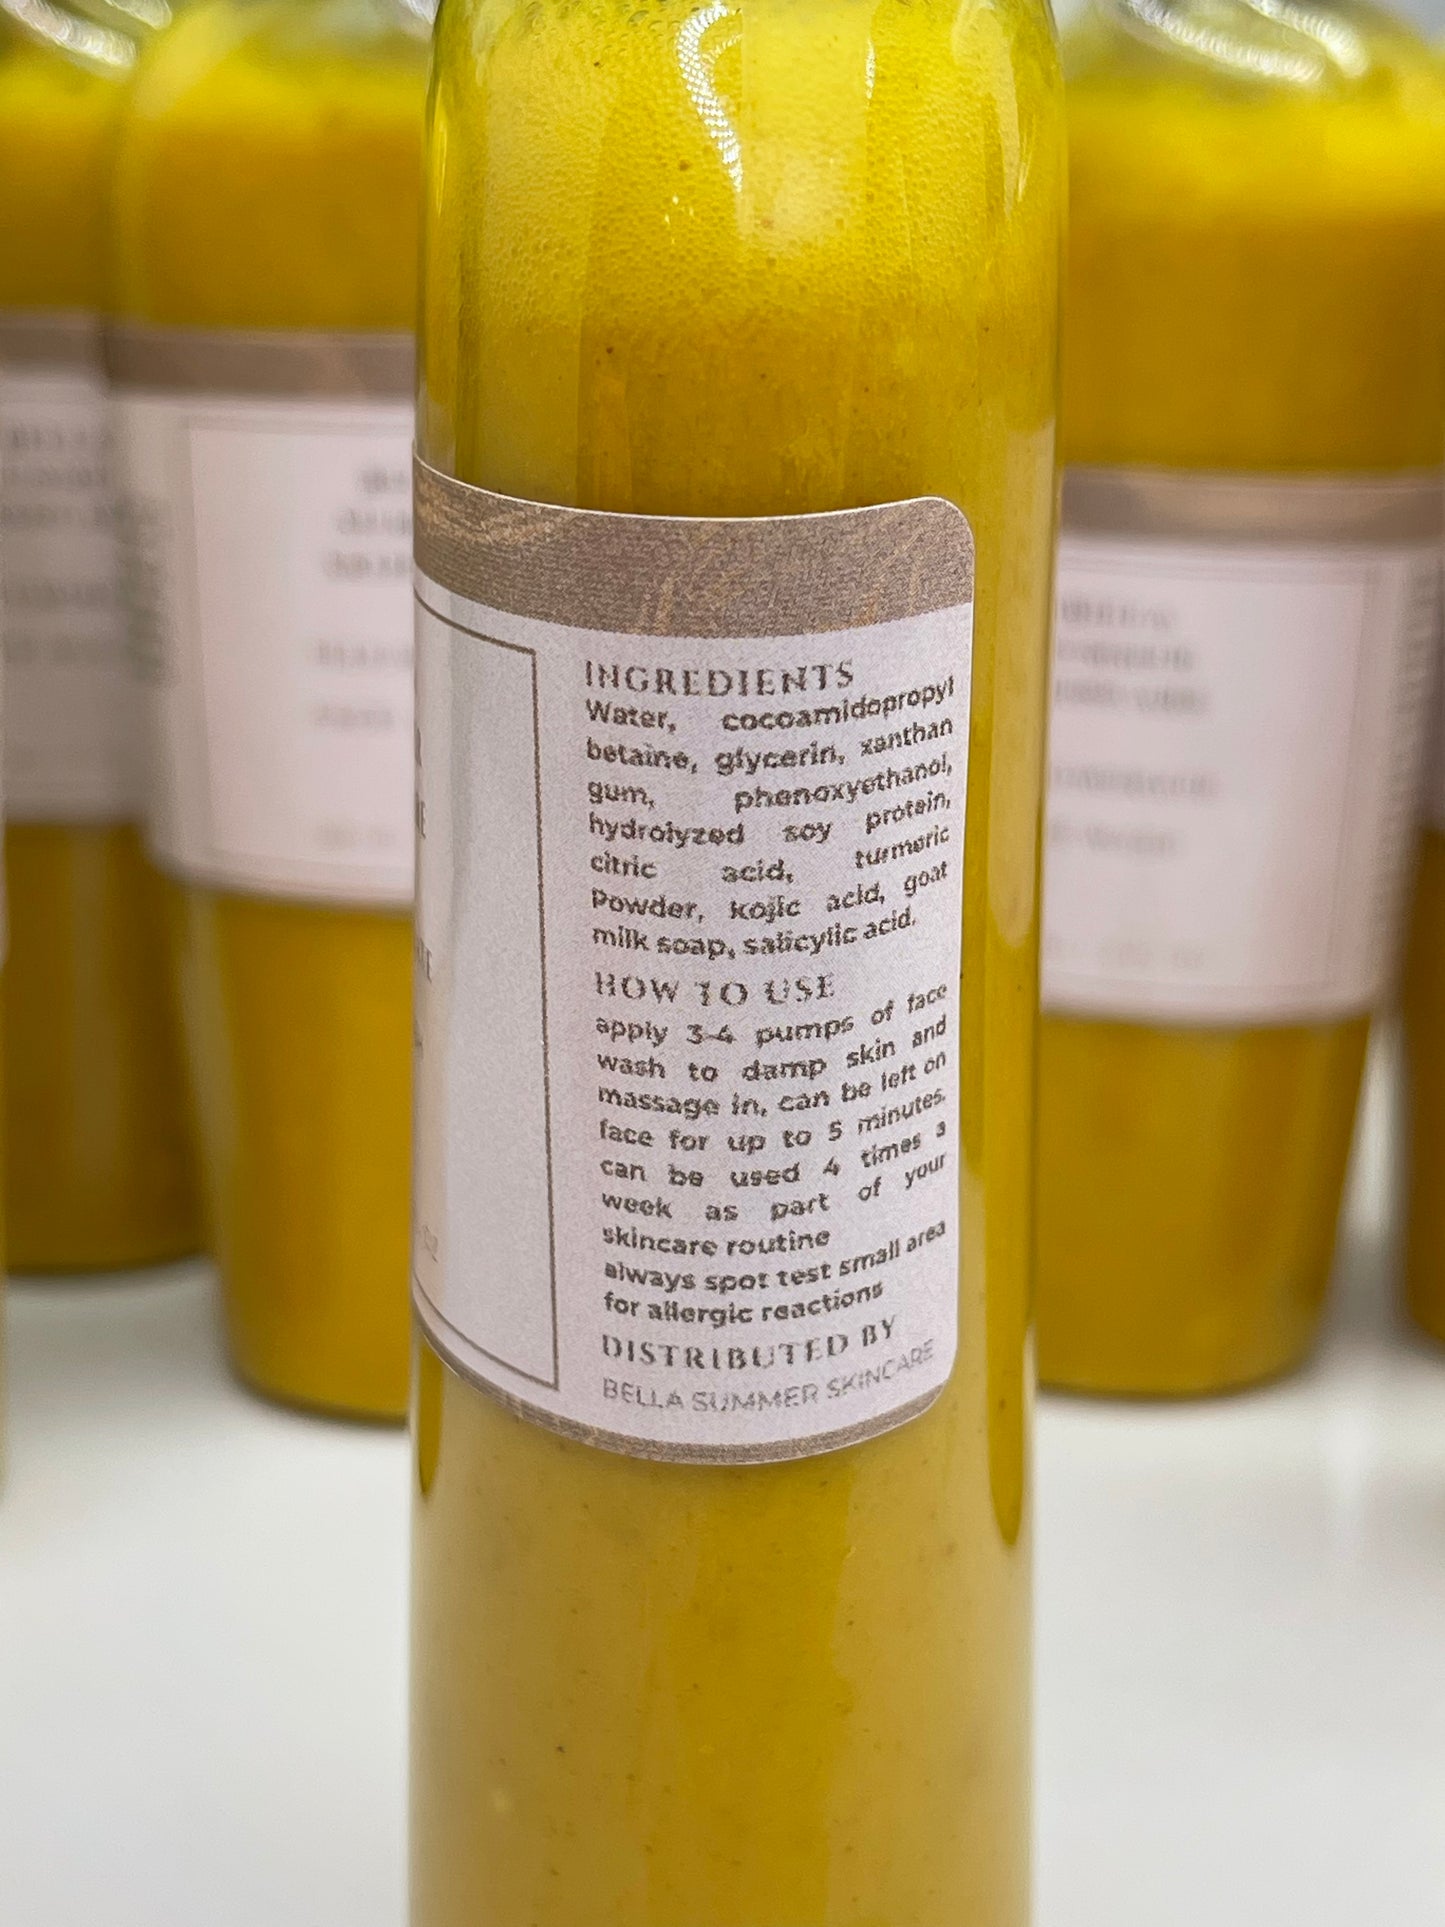 INGREDIENTS
Water, cocoamidopropyl
betaine, glycerin, xanthan
gum, phenoxyethanol,
hydrolyzed soy protein,
citric acid, turmeric
Powder, kojic acid, goat
milk soap, salicylic acid.
HOW TO USE
apply 3-4 pumps of face
wash to damp skin and
massage in, can be left on
face for up to 5 minutes.
can be used 4 times a
week as part of your
skincare routine
always spot test small area
for allergic reactions
DISTRIBUTED BY
BELLA SUMMER SKINCARE
OZ